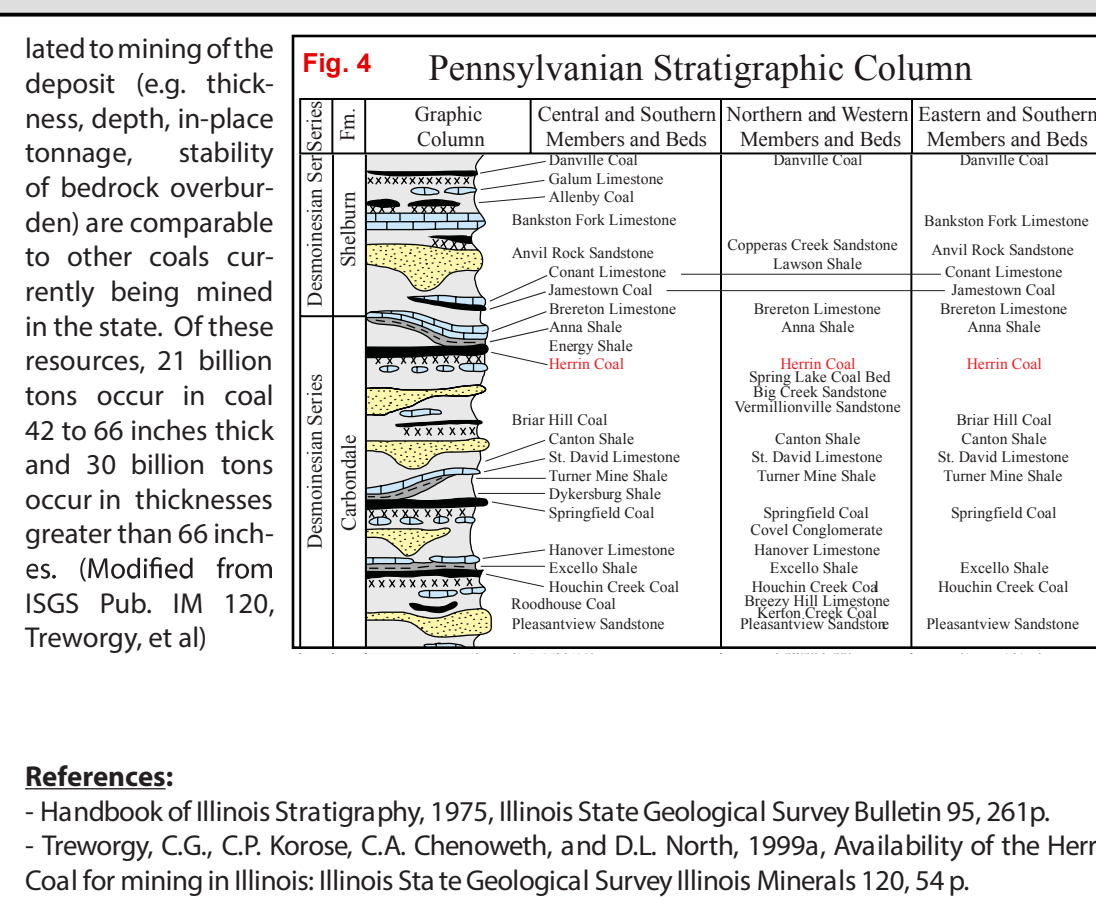 lated to mining of the
deposit (e.g. thick-
ness, depth, in-place
tonnage, stability
of bedrock overbur-
den) are comparable
to other coals cur-
rently being mined
in the state. Of these
resources, 21 billion
tons occur in coal
42 to 66 inches thick
and 30 billion tons
occur in thicknesses
greater than 66 inch-
es. (Modified from
ISGS Pub. IM 120,
Treworgy, et al)
Fig. 4
Pennsylvanian Stratigraphic Column
Series
Fm.
Graphic
Column
Central and Southern
Members and Beds
Northern and Western
Members and Beds
Eastern and Southern
Members and Beds
Desmoinesian Ser
Shelburn
Desmoinesian Series
Carbondale
Danville Coal
Galum Limestone
Allenby Coal
Bankston Fork Limestone
Anvil Rock Sandstone
Conant Limestone
Jamestown Coal
Brereton Limestone
Anna Shale
Energy Shale
Herrin Coal
Briar Hill Coal
Canton Shale
St. David Limestone
Turner Mine Shale
Dykersburg Shale
Springfield Coal
Hanover Limestone
Excello Shale
Houchin Creek Coal
Roodhouse Coal
Pleasantview Sandstone
Danville Coal
Copperas Creek Sandstone
Lawson Shale
Brereton Limestone
Anna Shale
Herrin Coal
Spring Lake Coal Bed
Big Creek Sandstone
Vermillionville Sandstone
Canton Shale
St. David Limestone
Turner Mine Shale
Springfield Coal
Covel Conglomerate
Hanover Limestone
Excello Shale
Houchin Creek Coal
Breezy Hill Limestone
Kerton Creek Coal
Pleasantview Sandstone
Danville Coal
Bankston Fork Limestone
Anvil Rock Sandstone
Conant Limestone
Jamestown Coal
Brereton Limestone
Anna Shale
Herrin Coal
Briar Hill Coal
Canton Shale
St. David Limestone
Turner Mine Shale
Springfield Coal
Excello Shale
Houchin Creek Coal
Pleasantview Sandstone
References:
- Handbook of Illinois Stratigraphy, 1975, Illinois State Geological Survey Bulletin 95, 261p.
- Treworgy, C.G., C.P. Korose, C.A. Chenoweth, and D.L. North, 1999a, Availability of the Herr
Coal for mining in Illinois: Illinois State Geological Survey Illinois Minerals 120, 54 p.